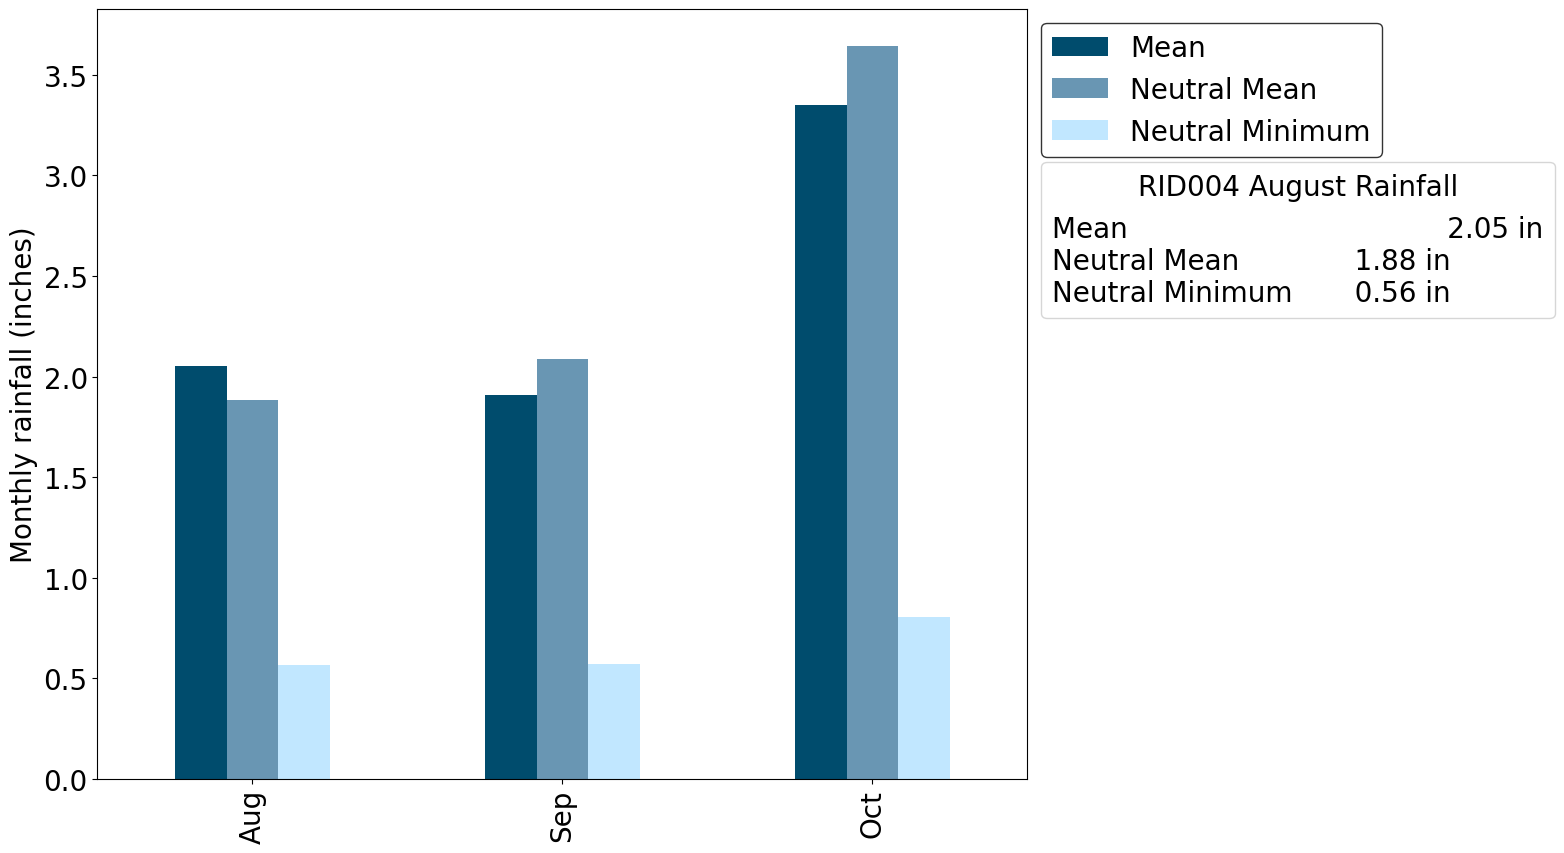 Monthly rainfall (inches)
3.5
3.0
2.5
2.0
1.5
1.0
0.5
0.0
Aug
Sep
Oct
Mean
Neutral Mean
Neutral Minimum
RID004 August Rainfall
Mean 2.05 in
Neutral Mean 1.88 in
Neutral Minimum 0.56 in